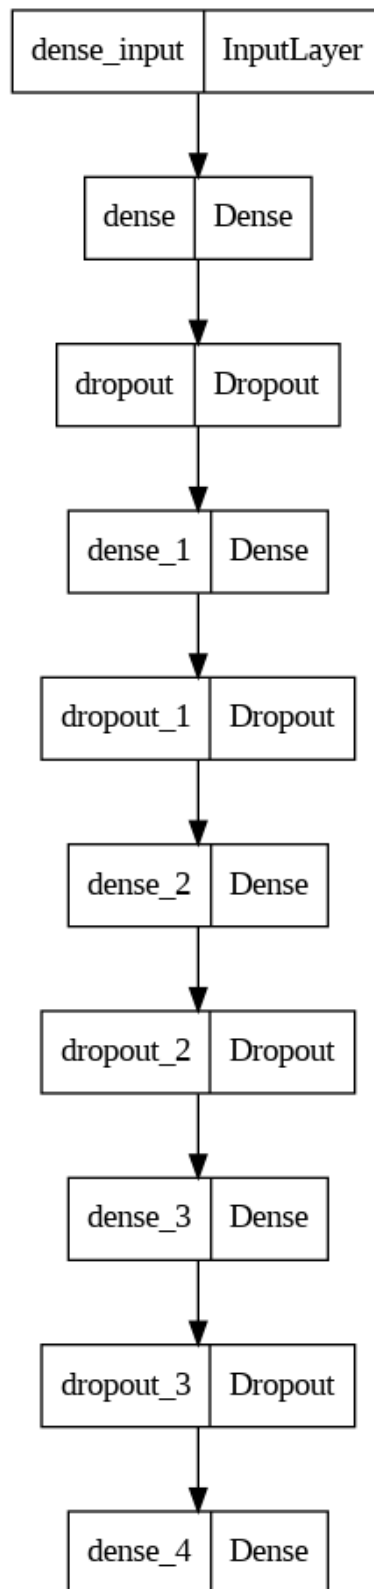 dense_input InputLayer
dense Dense
dropout Dropout
dense_1 Dense
dropout_1 Dropout
dense_2 Dense
dropout_2 Dropout
dense_3 Dense
dropout_3 Dropout
dense_4 Dense